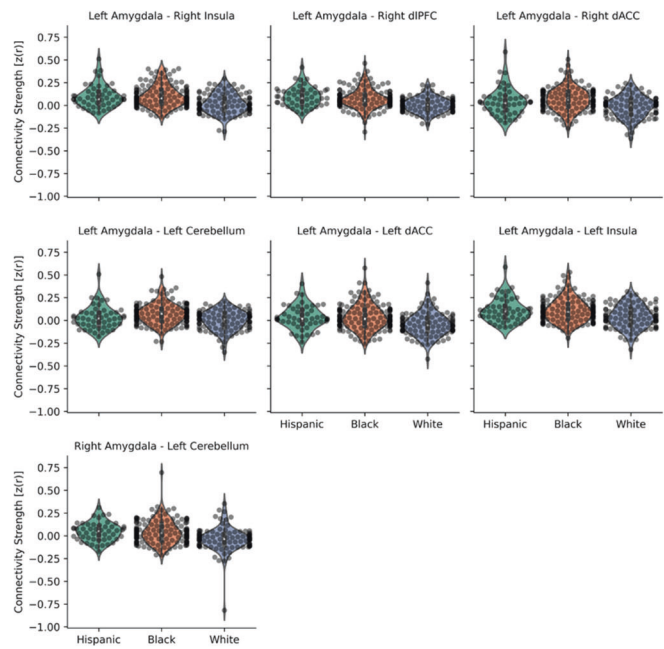 Left Amygdala - Right Insula
Left Amygdala - Right dlPFC
Left Amygdala - Right dACC
Connectivity Strength [z(r)]
0.75
0.50
0.25
0.00
−0.25
−0.50
−0.75
−1.00
Left Amygdala - Left Cerebellum
Left Amygdala - Left dACC
Left Amygdala - Left Insula
Connectivity Strength [z(r)]
0.75
0.50
0.25
0.00
−0.25
−0.50
−0.75
−1.00
Hispanic Black White
Hispanic Black White
Right Amygdala - Left Cerebellum
Connectivity Strength [z(r)]
0.75
0.50
0.25
0.00
−0.25
−0.50
−0.75
−1.00
Hispanic Black White